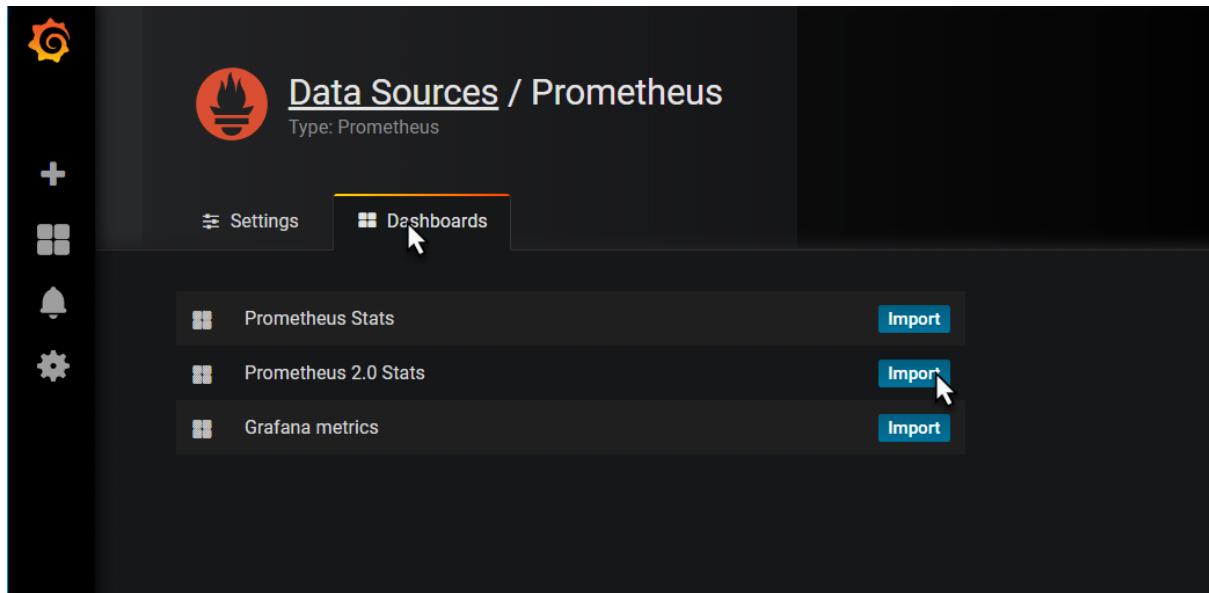 Data Sources / Prometheus
Type: Prometheus
Settings
Dashboards
Prometheus Stats
Import
Prometheus 2.0 Stats
Import
Grafana metrics
Import